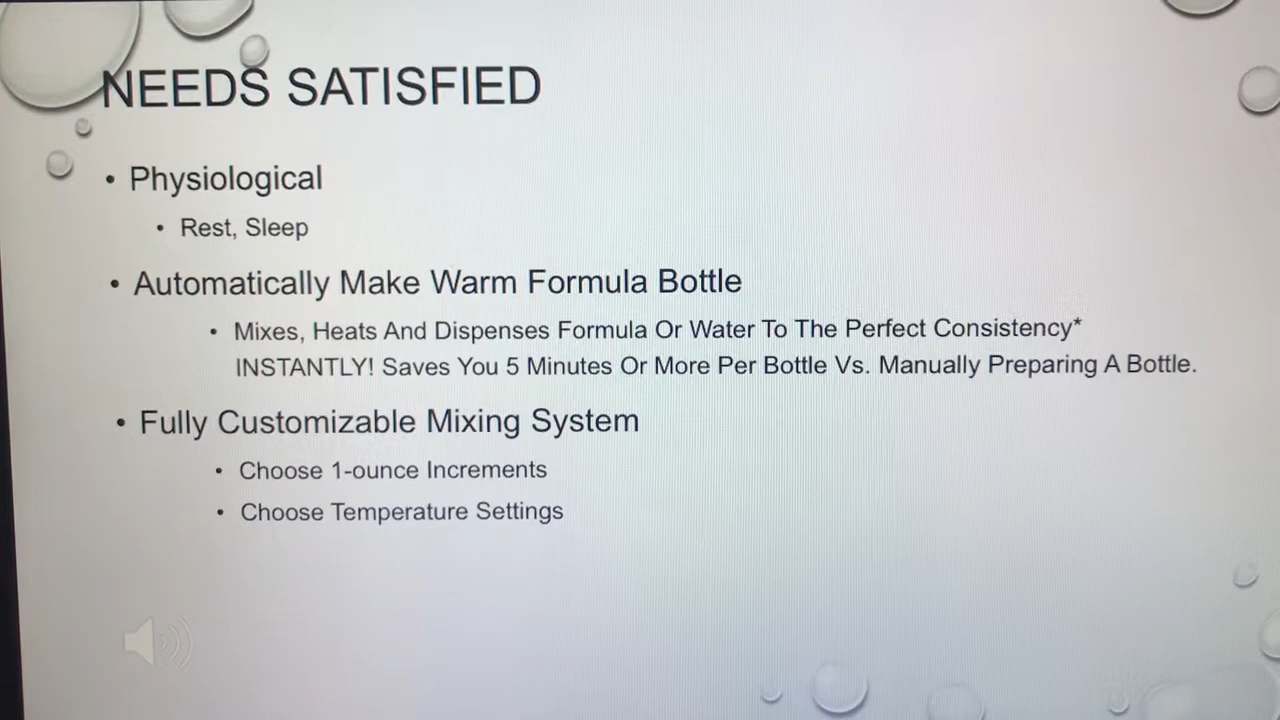 NEEDS SATISFIED
• Physiological
• Rest, Sleep
• Automatically Make Warm Formula Bottle
• Mixes, Heats And Dispenses Formula Or Water To The Perfect Consistency*
INSTANTLY! Saves You 5 Minutes Or More Per Bottle Vs. Manually Preparing A Bottle.
• Fully Customizable Mixing System
• Choose 1-ounce Increments
• Choose Temperature Settings